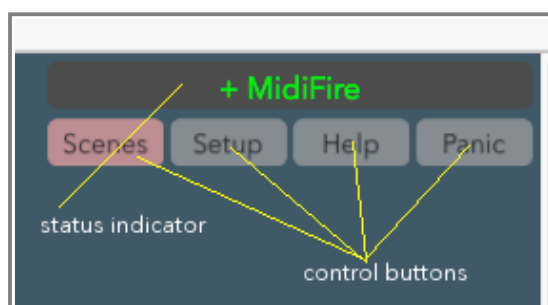 + MidiFire
Scenes Setup Help Panic
status indicator
control buttons